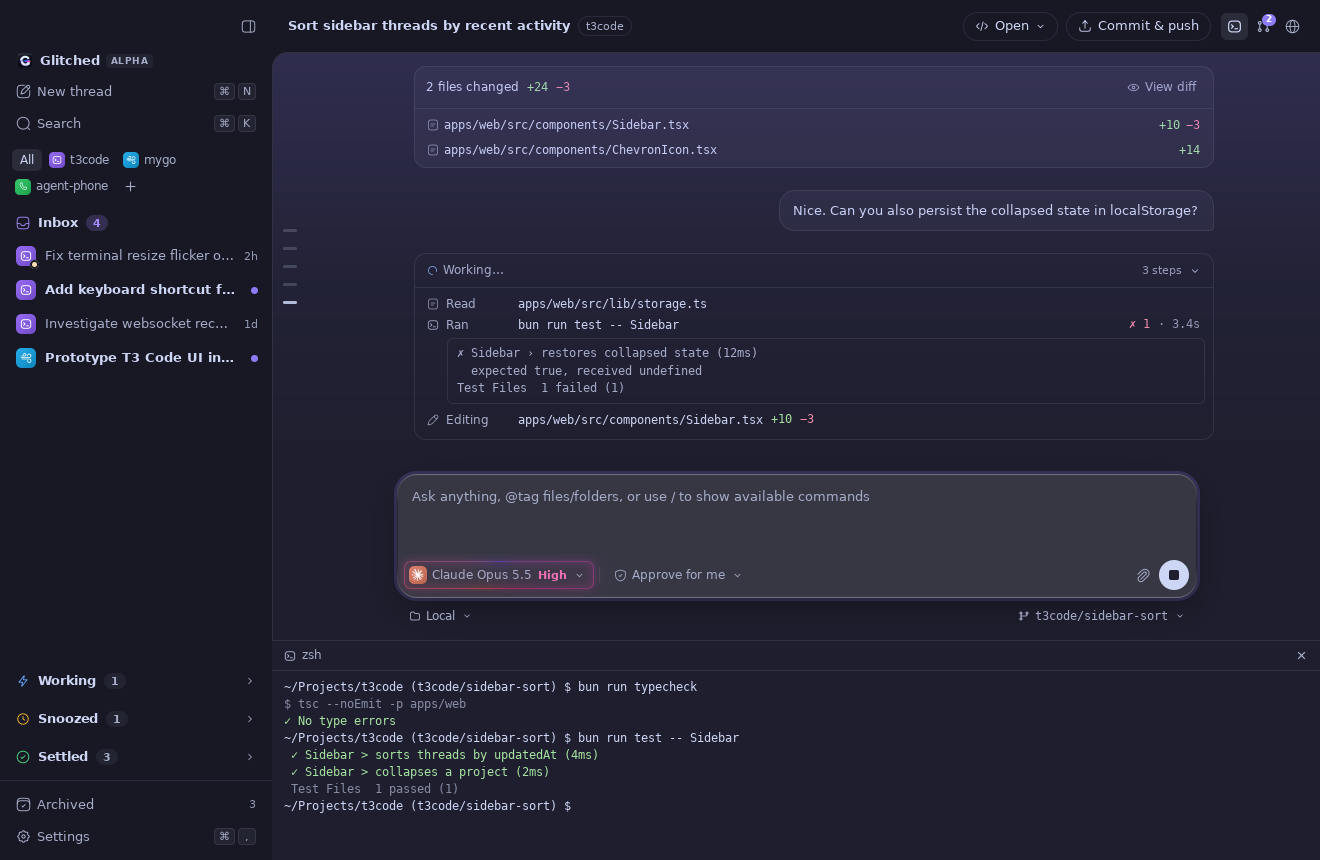 Sort sidebar threads by recent activity t3code Open Commit & push 2
Glitched ALPHA
New thread ⌘ N
Search ⌘ K
All t3code mygo
agent-phone +
Inbox 4
Fix terminal resize flicker o... 2h
Add keyboard shortcut f...
Investigate websocket rec... 1d
Prototype T3 Code UI in...
Working 1
Snoozed 1
Settled 3
Archived 3
Settings ⌘ ,
2 files changed +24 −3 View diff
apps/web/src/components/Sidebar.tsx +10 −3
apps/web/src/components/ChevronIcon.tsx +14
Nice. Can you also persist the collapsed state in localStorage?
Working... 3 steps
Read apps/web/src/lib/storage.ts
Ran bun run test -- Sidebar ✗ 1 · 3.4s
✗ Sidebar › restores collapsed state (12ms)
expected true, received undefined
Test Files 1 failed (1)
Editing apps/web/src/components/Sidebar.tsx +10 −3
Ask anything, @tag files/folders, or use / to show available commands
Claude Opus 5.5 High Approve for me
Local t3code/sidebar-sort
zsh ✕
~/Projects/t3code (t3code/sidebar-sort) $ bun run typecheck
$ tsc --noEmit -p apps/web
✓ No type errors
~/Projects/t3code (t3code/sidebar-sort) $ bun run test -- Sidebar
✓ Sidebar > sorts threads by updatedAt (4ms)
✓ Sidebar > collapses a project (2ms)
Test Files 1 passed (1)
~/Projects/t3code (t3code/sidebar-sort) $